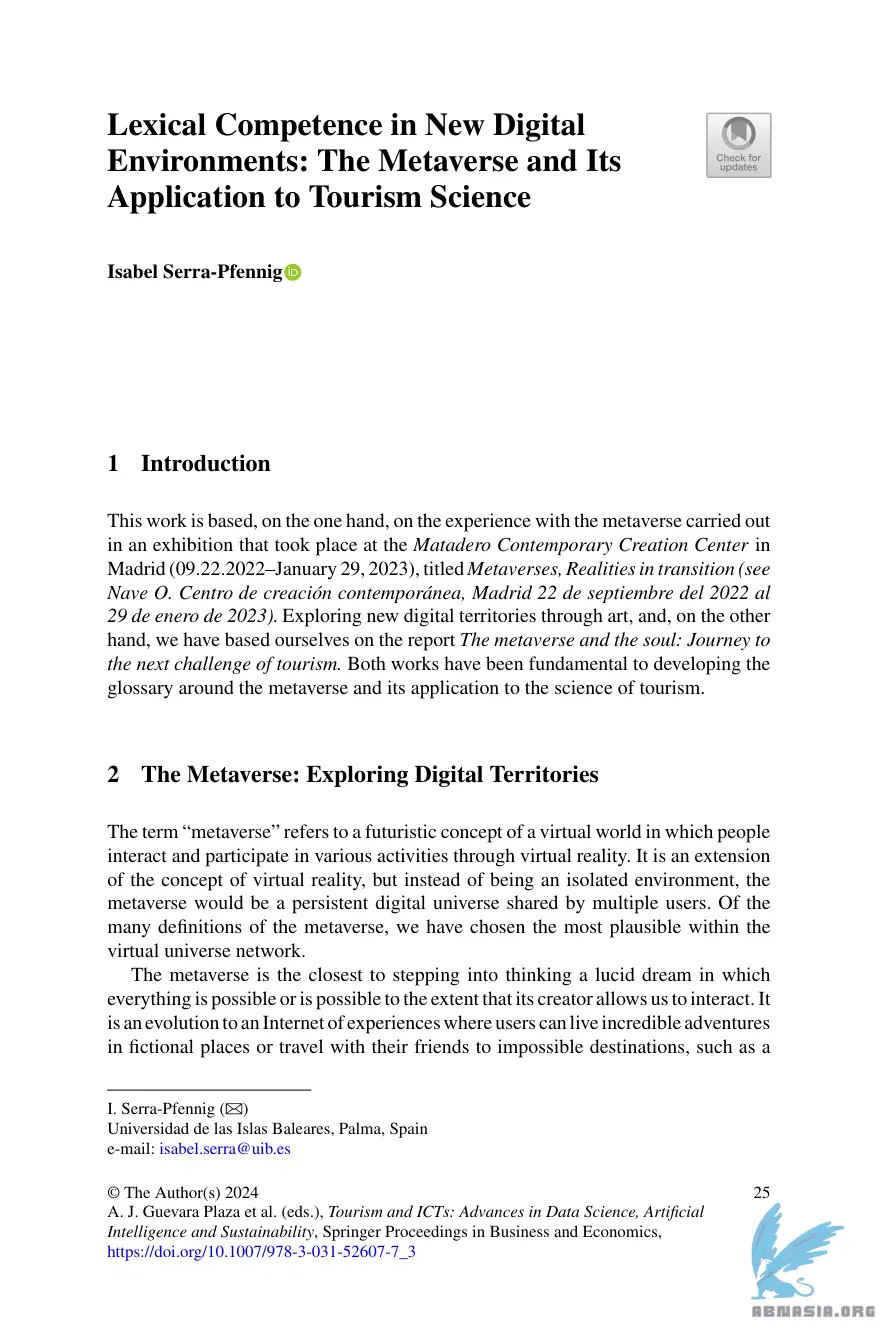 Lexical Competence in New Digital
Environments: The Metaverse and Its
Application to Tourism Science
Check for
updates
Isabel Serra-Pfennig iD
1 Introduction
This work is based, on the one hand, on the experience with the metaverse carried out
in an exhibition that took place at the Matadero Contemporary Creation Center in
Madrid (09.22.2022–January 29, 2023), titled Metaverses, Realities in transition (see
Nave O. Centro de creación contemporánea, Madrid 22 de septiembre del 2022 al
29 de enero de 2023). Exploring new digital territories through art, and, on the other
hand, we have based ourselves on the report The metaverse and the soul: Journey to
the next challenge of tourism. Both works have been fundamental to developing the
glossary around the metaverse and its application to the science of tourism.
2 The Metaverse: Exploring Digital Territories
The term “metaverse” refers to a futuristic concept of a virtual world in which people
interact and participate in various activities through virtual reality. It is an extension
of the concept of virtual reality, but instead of being an isolated environment, the
metaverse would be a persistent digital universe shared by multiple users. Of the
many definitions of the metaverse, we have chosen the most plausible within the
virtual universe network.
The metaverse is the closest to stepping into thinking a lucid dream in which
everything is possible or is possible to the extent that its creator allows us to interact. It
is an evolution to an Internet of experiences where users can live incredible adventures
in fictional places or travel with their friends to impossible destinations, such as a
I. Serra-Pfennig (✉)
Universidad de las Islas Baleares, Palma, Spain
e-mail: isabel.serra@uib.es
© The Author(s) 2024 25
A. J. Guevara Plaza et al. (eds.), Tourism and ICTs: Advances in Data Science, Artificial
Intelligence and Sustainability, Springer Proceedings in Business and Economics,
https://doi.org/10.1007/978-3-031-52607-7_3
ABNASIA.ORG